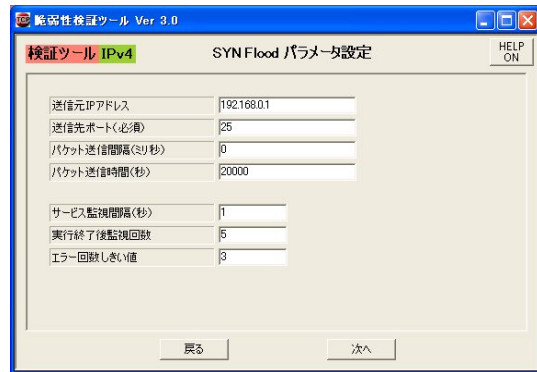 脆弱性検証ツール Ver 3.0
検証ツール IPv4 SYN Flood パラメータ設定 HELP ON
送信元IPアドレス 192.168.0.1
送信先ポート(必須) 25
パケット送信間隔(ミリ秒) 0
パケット送信時間(秒) 20000
サービス監視間隔(秒) 1
実行終了後監視回数 5
エラー回数しきい値 3
戻る 次へ